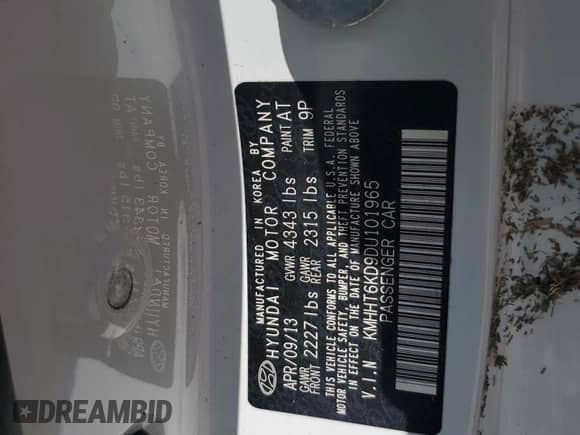 MANUFACTURED IN KOREA BY
HYUNDAI MOTOR COMPANY
APR/09/13 GVWR 4343 lbs PAINT AT
GAWR FRONT 2227 lbs GAWR REAR 2315 lbs TRIM 9P
THIS VEHICLE CONFORMS TO ALL APPLICABLE U.S.A. FEDERAL
MOTOR VEHICLE SAFETY, BUMPER, AND THEFT PREVENTION STANDARDS
IN EFFECT ON THE DATE OF MANUFACTURE SHOWN ABOVE
V.I.N KMHHT6KD9DU101965
PASSENGER CAR
DREAMBID